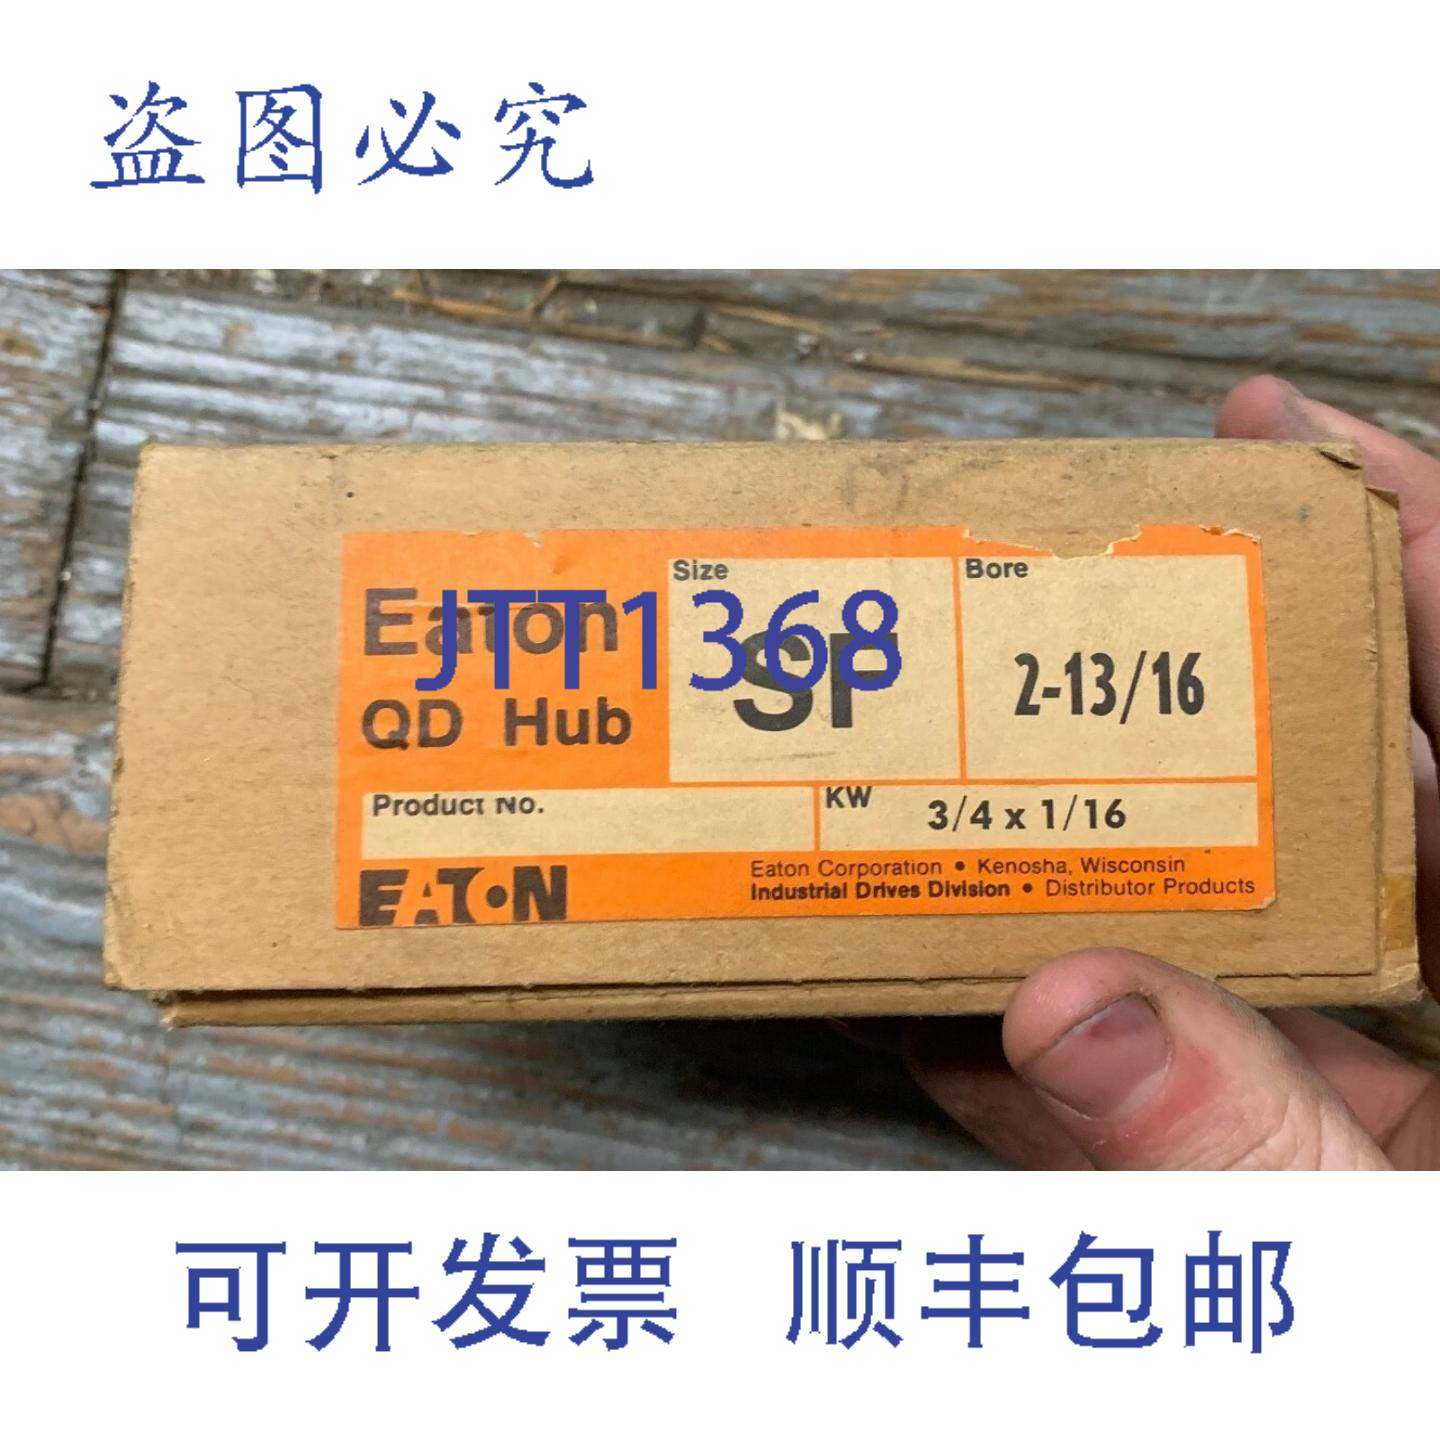 盗图必究
Size
Bore
Eaton
JTT1368
SF
2-13/16
QD Hub
Product No.
KW
3/4 x 1/16
EATON
Eaton Corporation • Kenosha, Wisconsin
Industrial Drives Division • Distributor Products
可开发票 顺丰包邮